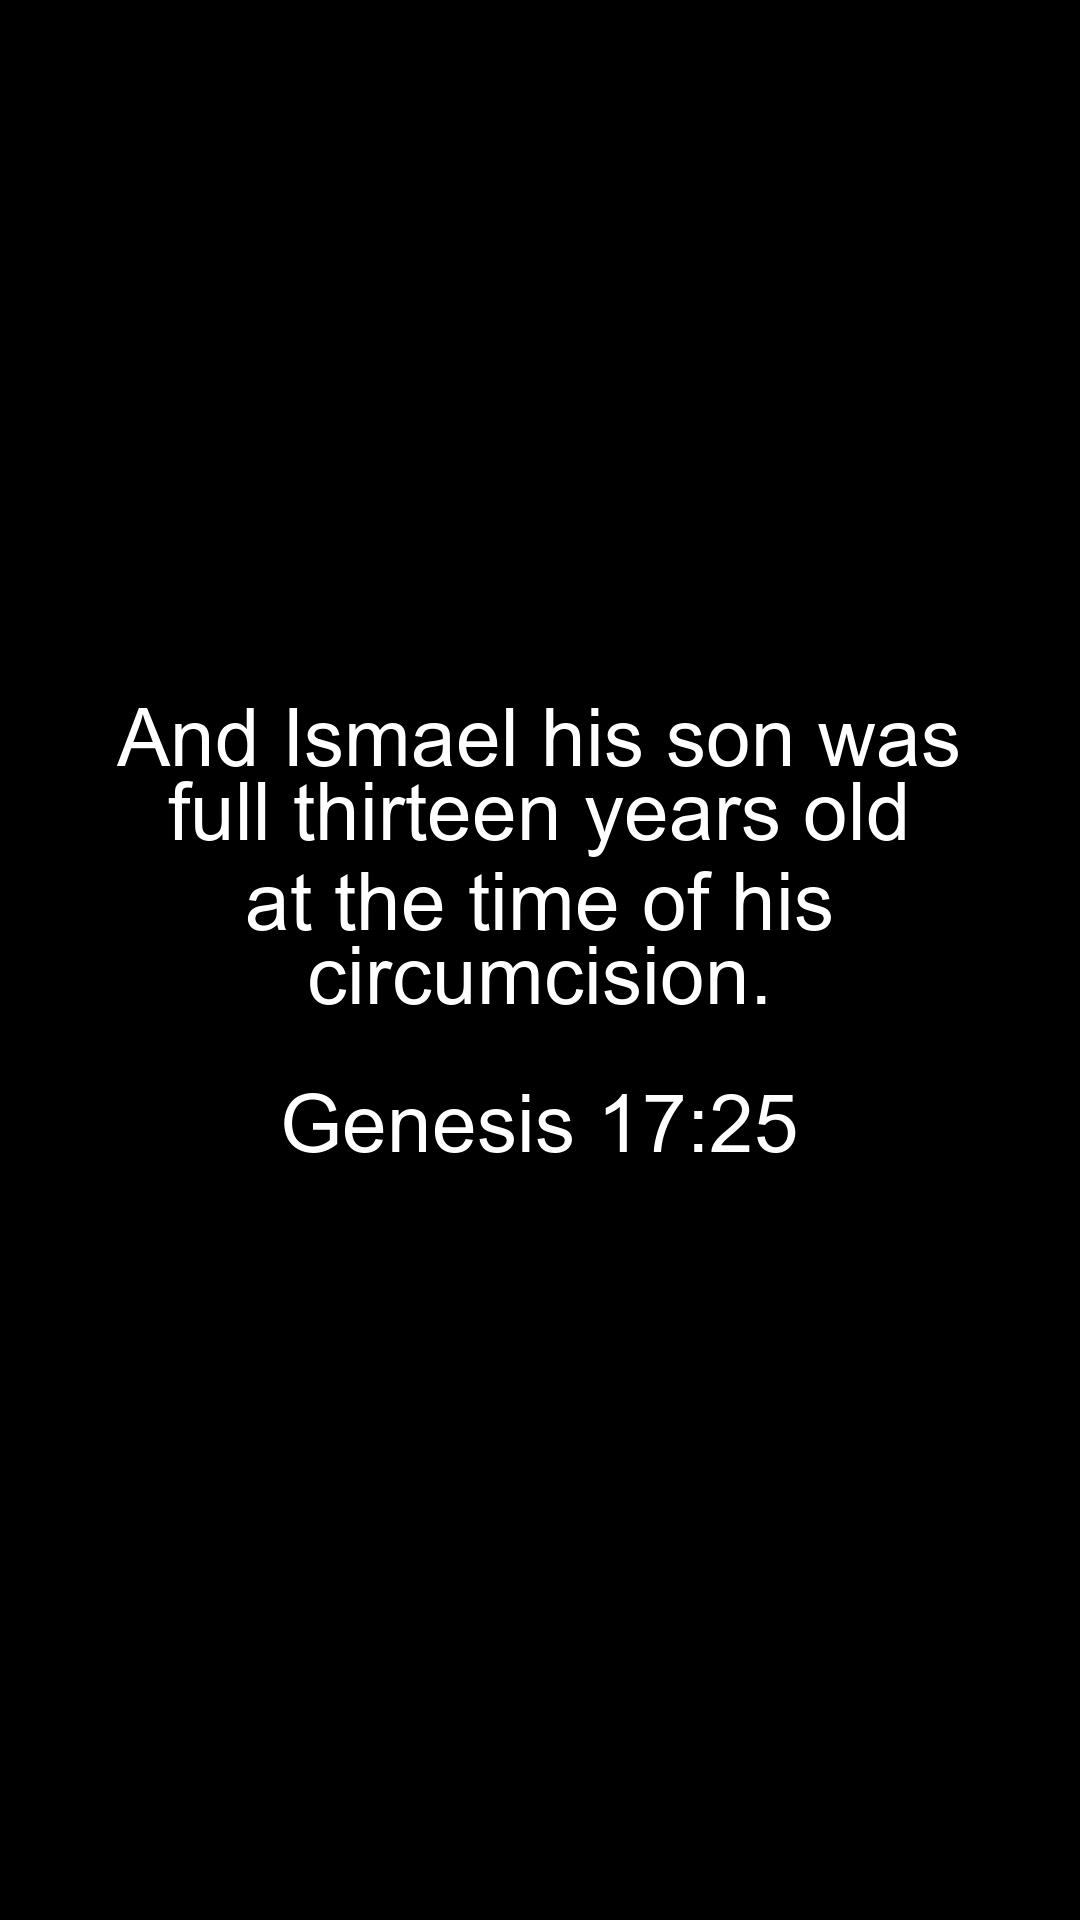 And Ismael his son was
full thirteen years old
at the time of his
circumcision.
Genesis 17:25